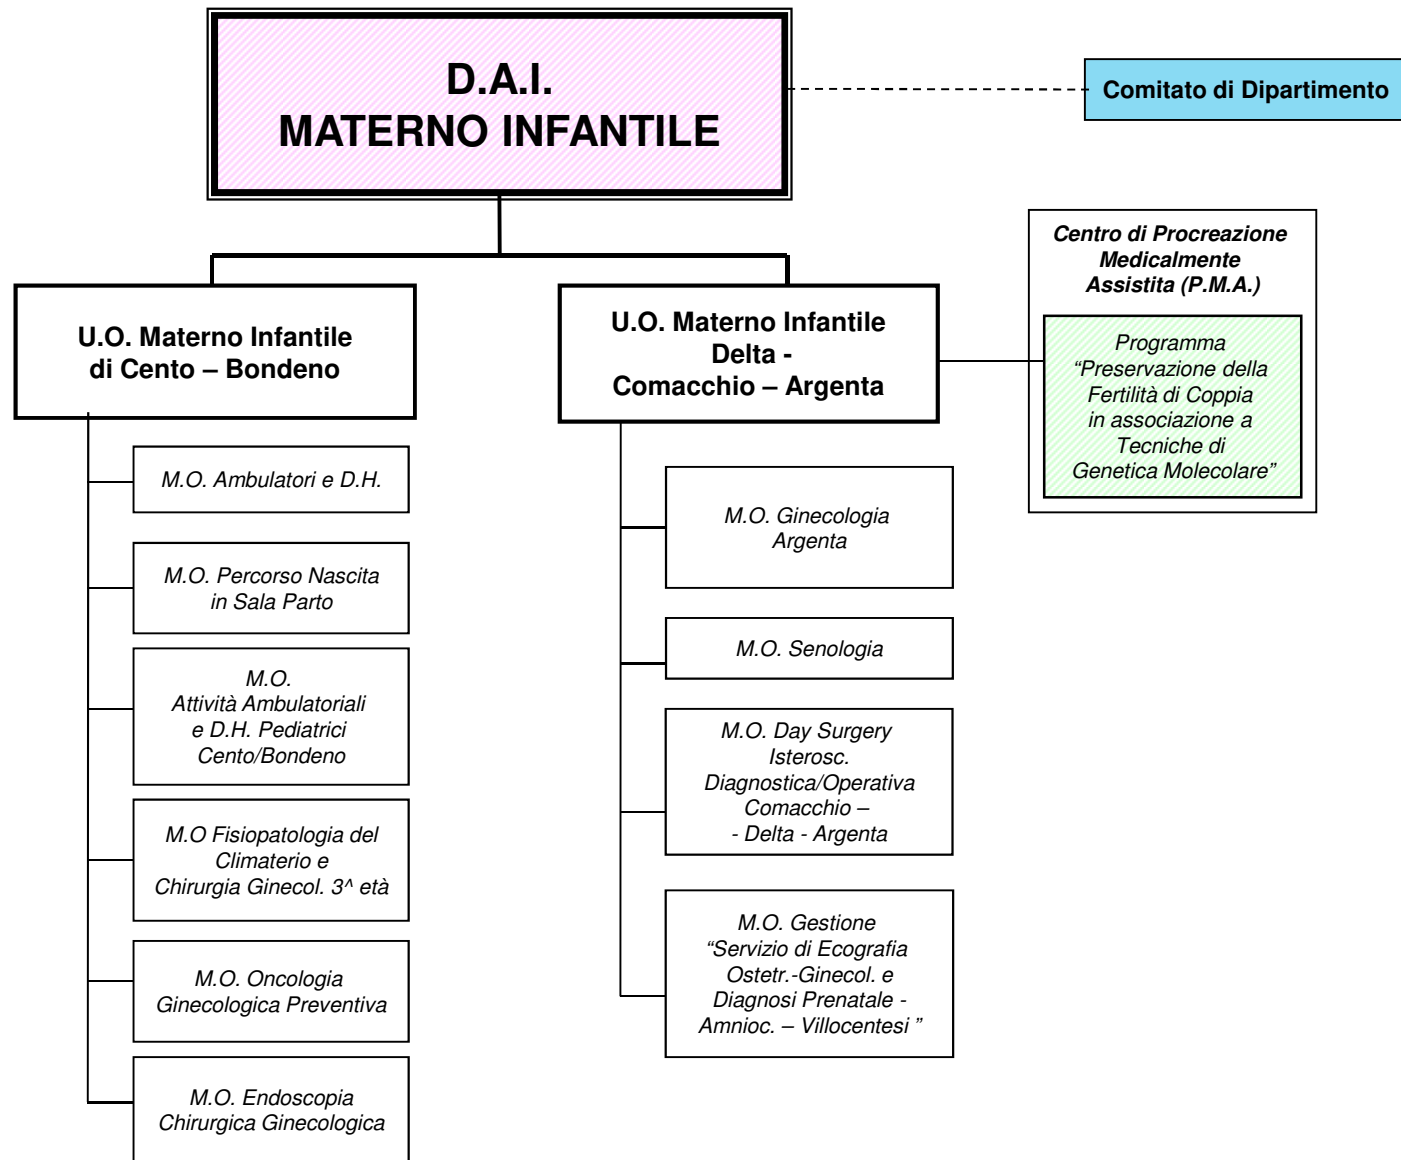 D.A.I.
MATERNO INFANTILE
Comitato di Dipartimento
Centro di Procreazione
Medicalmente
Assistita (P.M.A.)
Programma
“Preservazione della
Fertilità di Coppia
in associazione a
Tecniche di
Genetica Molecolare”
U.O. Materno Infantile
di Cento – Bondeno
M.O. Ambulatori e D.H.
M.O. Percorso Nascita
in Sala Parto
M.O.
Attività Ambulatoriali
e D.H. Pediatrici
Cento/Bondeno
M.O Fisiopatologia del
Climaterio e
Chirurgia Ginecol. 3^ età
M.O. Oncologia
Ginecologica Preventiva
M.O. Endoscopia
Chirurgica Ginecologica
U.O. Materno Infantile
Delta -
Comacchio – Argenta
M.O. Ginecologia
Argenta
M.O. Senologia
M.O. Day Surgery
Isterosc.
Diagnostica/Operativa
Comacchio –
- Delta - Argenta
M.O. Gestione
“Servizio di Ecografia
Ostetr.-Ginecol. e
Diagnosi Prenatale -
Amnioc. – Villocentesi ”